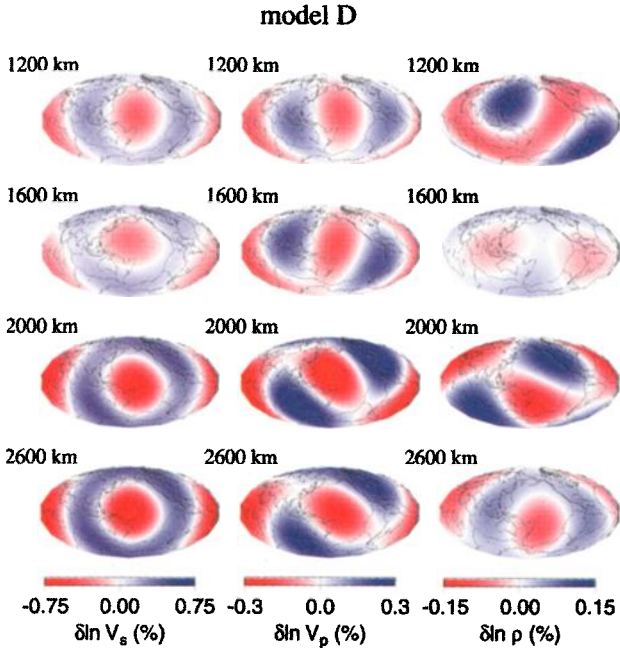 model D
1200 km 1200 km 1200 km
1600 km 1600 km 1600 km
2000 km 2000 km 2000 km
2600 km 2600 km 2600 km
-0.75 0.00 0.75 -0.3 0.0 0.3 -0.15 0.00 0.15
δln Vs (%) δln Vp (%) δln ρ (%)